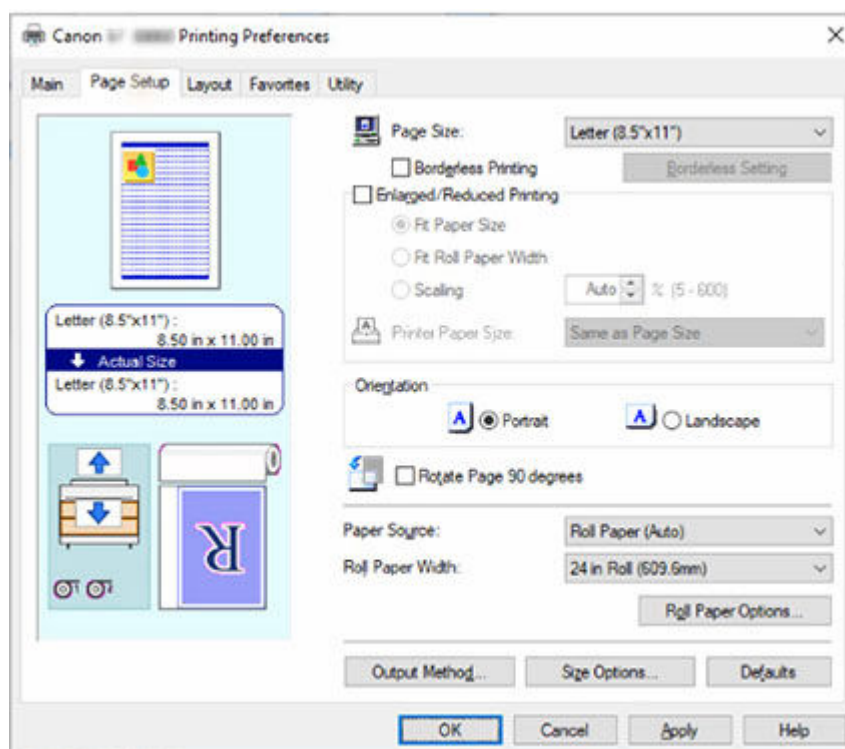 Canon Printing Preferences
Main Page Setup Layout Favorites Utility
Page Size: Letter (8.5"x11")
Borderless Printing Borderless Setting
Enlarged/Reduced Printing
Fit Paper Size
Fit Roll Paper Width
Scaling Auto % (5 - 600)
Printer Paper Size: Same as Page Size
Letter (8.5"x11") :
8.50 in x 11.00 in
Actual Size
Letter (8.5"x11") :
8.50 in x 11.00 in
Orientation
A Portrait A Landscape
Rotate Page 90 degrees
R
Paper Source: Roll Paper (Auto)
Roll Paper Width: 24 in Roll (609.6mm)
Roll Paper Options...
Output Method... Size Options... Defaults
OK Cancel Apply Help